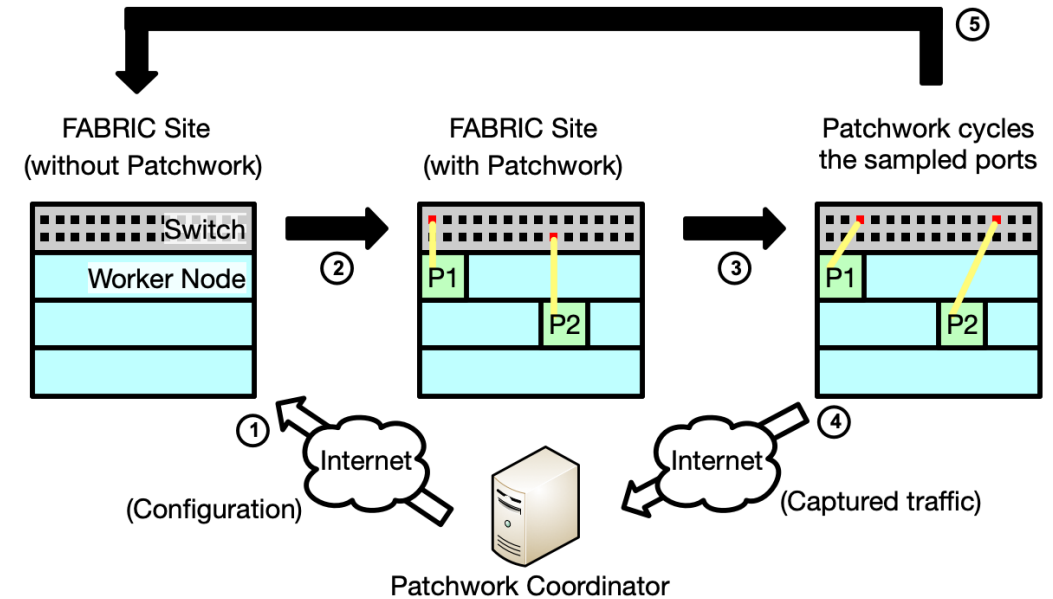 5
FABRIC Site
(without Patchwork)
FABRIC Site
(with Patchwork)
Patchwork cycles
the sampled ports
Switch
Worker Node
2
P1
P2
3
P1
P2
1
Internet
(Configuration)
4
Internet
(Captured traffic)
Patchwork Coordinator